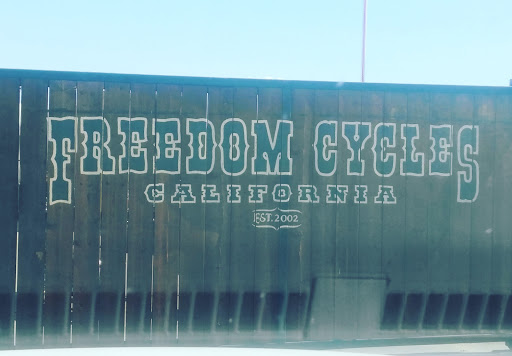 FREEDOM CYCLES
CALIFORNIA
EST. 2002